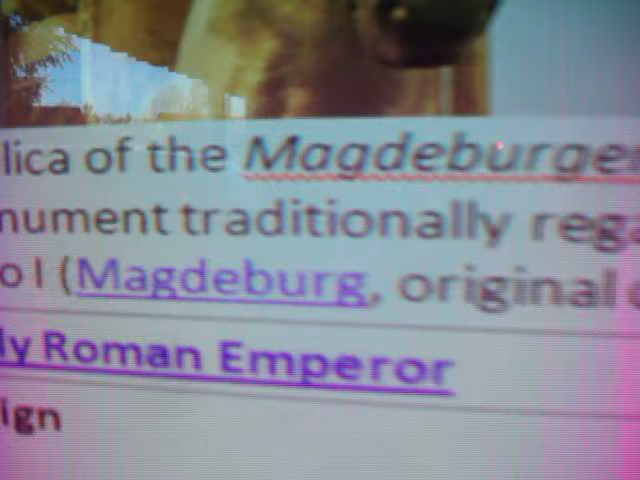 lica of the Magdeburger
nument traditionally rega
o I (Magdeburg, original
ly Roman Emperor
ign